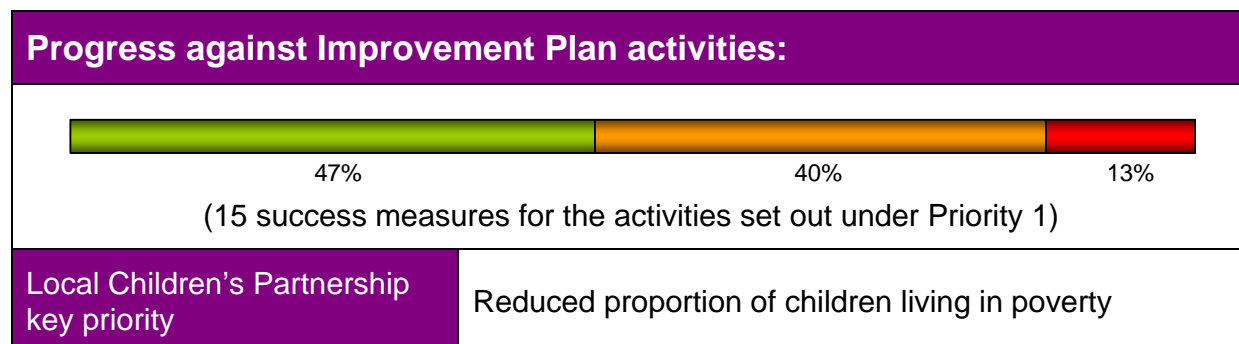 Progress against Improvement Plan activities:
47% 40% 13%
(15 success measures for the activities set out under Priority 1)
Local Children's Partnership
key priority
Reduced proportion of children living in poverty